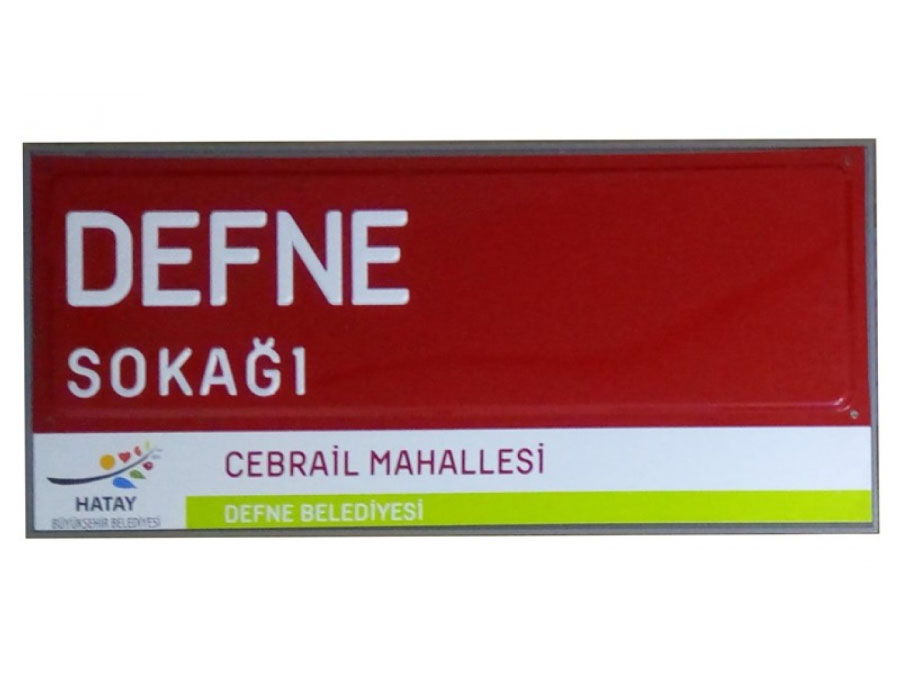 DEFNE
SOKAĞI
CEBRAİL MAHALLESİ
HATAY
BÜYÜKŞEHİR BELEDİYESİ
DEFNE BELEDİYESİ